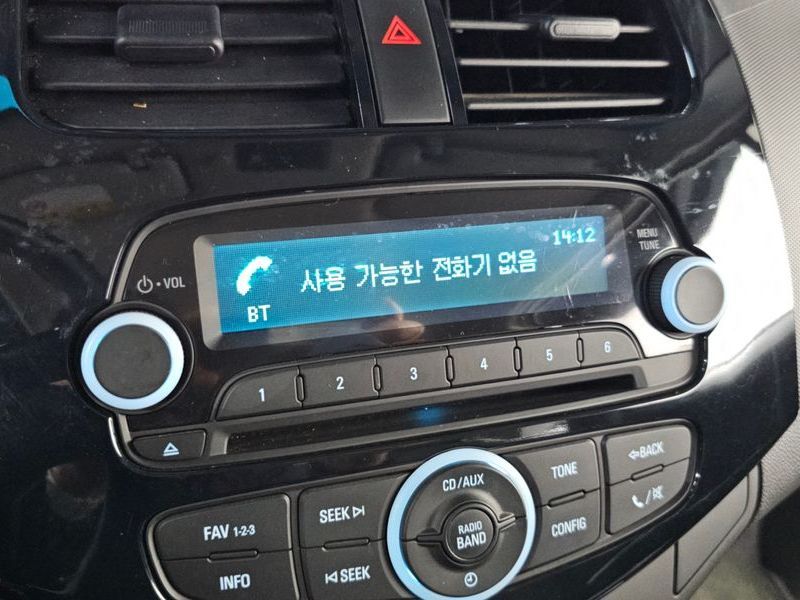 14:12
MENU
TUNE
VOL
사용 가능한 전화기 없음
BT
1
2
3
4
5
6
TONE
BACK
CD/AUX
FAV 1-2-3
SEEK
RADIO
BAND
CONFIG
INFO
SEEK